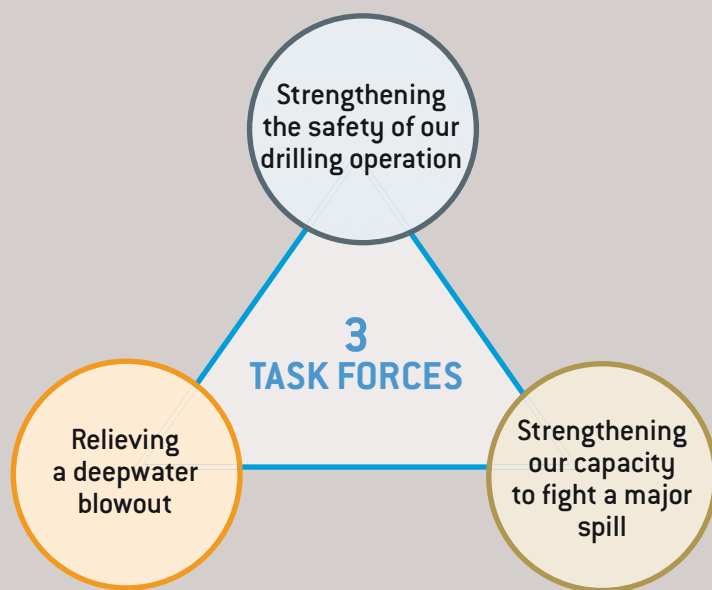 Strengthening
the safety of our
drilling operation
3
TASK FORCES
Relieving
a deepwater
blowout
Strengthening
our capacity
to fight a major
spill